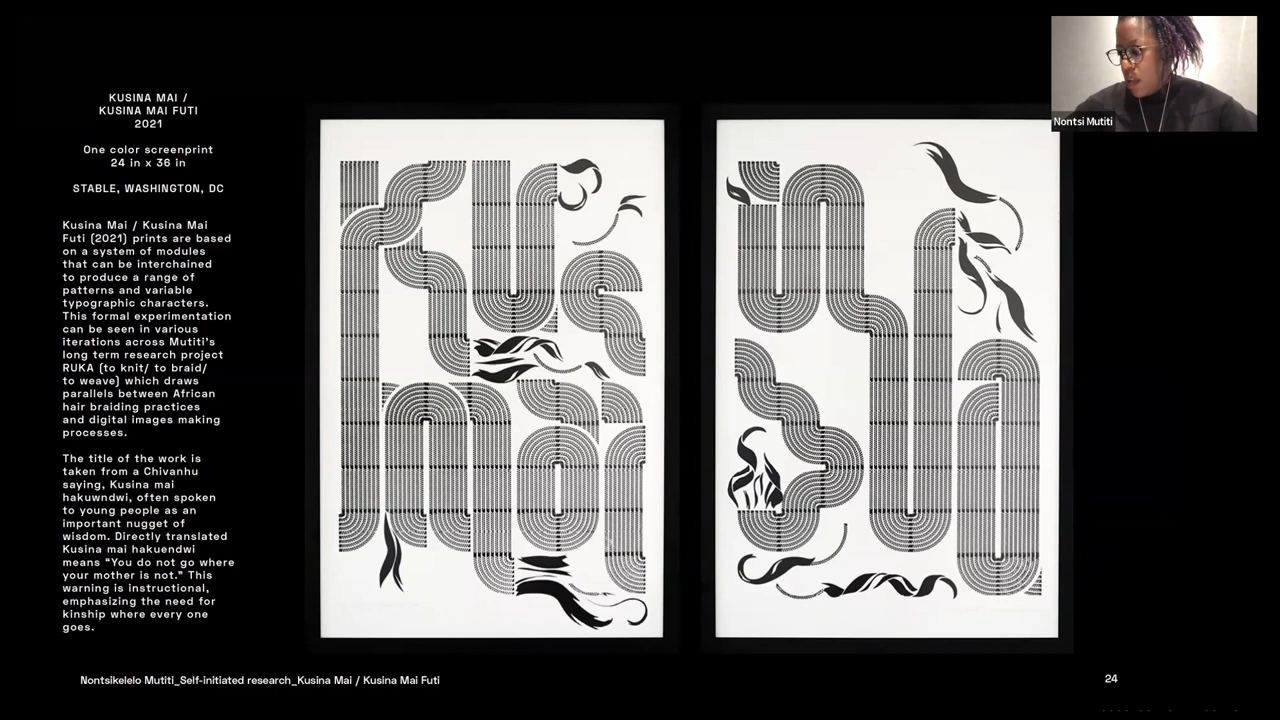 KUSINA MAI /
KUSINA MAI FUTI
2021
One color screenprint
24 in x 36 in
STABLE, WASHINGTON, DC
Kusina Mai / Kusina Mai
Futi (2021) prints are based
on a system of modules
that can be interchained
to produce a range of
patterns and variable
typographic characters.
This formal experimentation
can be seen in various
iterations across Mutiti's
long term research project
RUKA (to knit/ to braid/
to weave) which draws
parallels between African
hair braiding practices
and digital images making
processes.
The title of the work is
taken from a Chivanhu
saying, Kusina mai
hakuwndwi, often spoken
to young people as an
important nugget of
wisdom. Directly translated
Kusina mai hakuendwi
means “You do not go where
your mother is not.” This
warning is instructional,
emphasizing the need for
kinship where every one
goes.
Kus
mai
Nontsi Mutiti
Nontsikelelo Mutiti_Self-initiated research_Kusina Mai / Kusina Mai Futi
24